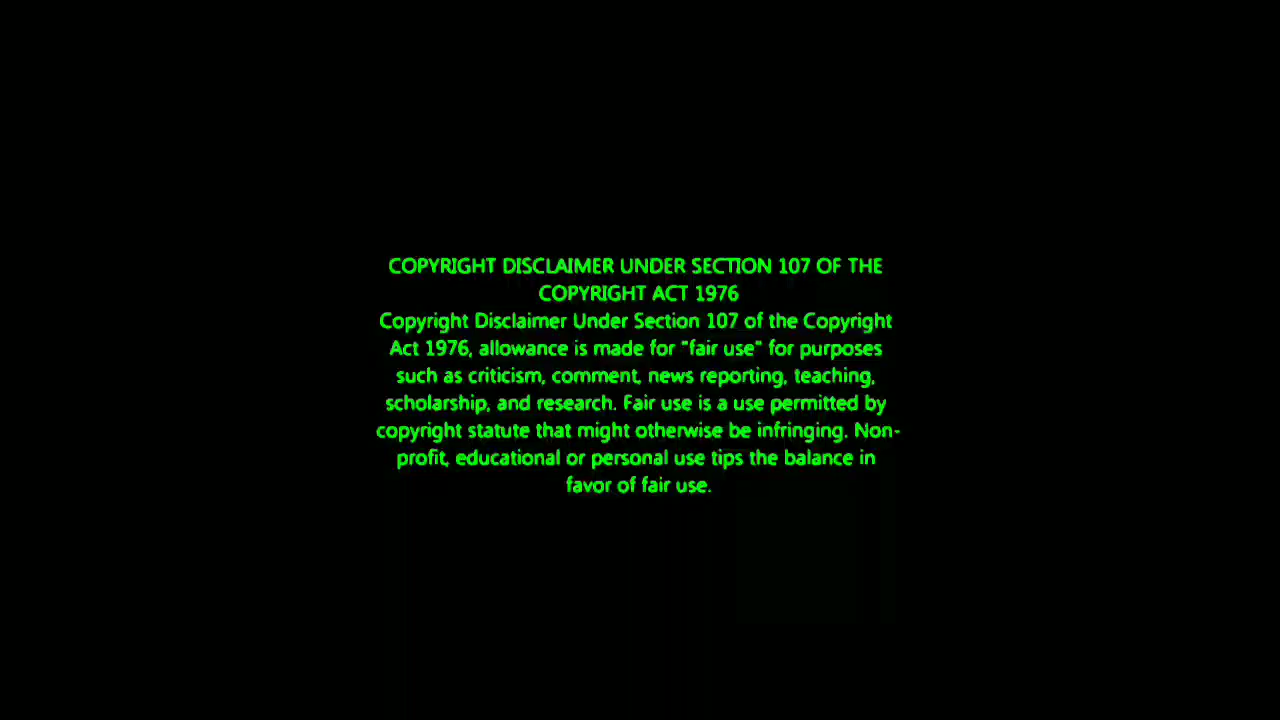 COPYRIGHT DISCLAIMER UNDER SECTION 107 OF THE
COPYRIGHT ACT 1976
Copyright Disclaimer Under Section 107 of the Copyright
Act 1976, allowance is made for "fair use" for purposes
such as criticism, comment, news reporting, teaching,
scholarship, and research. Fair use is a use permitted by
copyright statute that might otherwise be infringing. Non-
profit, educational or personal use tips the balance in
favor of fair use.